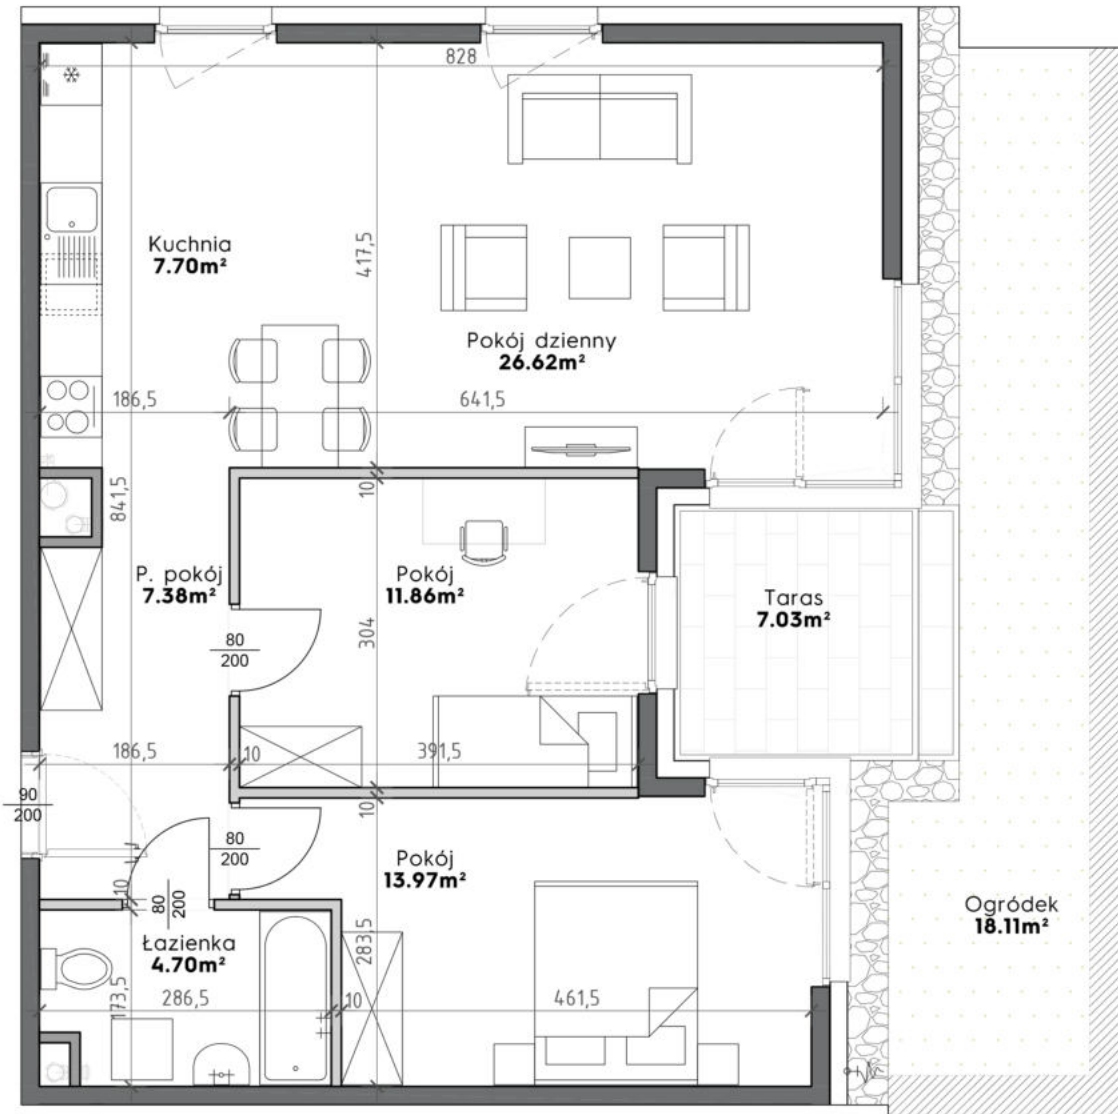 828
Kuchnia
7.70m²
417,5
Pokój dzienny
26.62m²
186,5
641,5
841,5
10
P. pokój
7.38m²
Pokój
11.86m²
Taras
7.03m²
304
80
200
186,5
10
391,5
90
200
10
80
200
Pokój
13.97m²
10
80
200
Ogródek
18.11m²
Łazienka
4.70m²
283,5
173,5
286,5
10
461,5